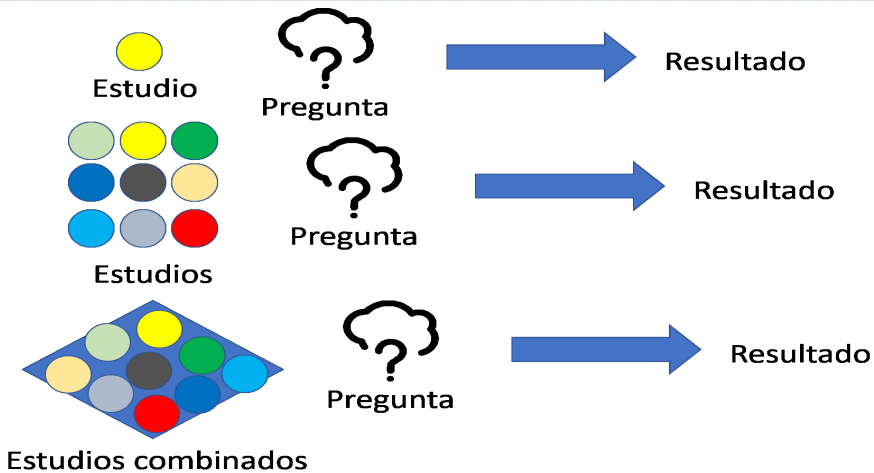 Estudio
Pregunta
Resultado
Estudios
Pregunta
Resultado
Estudios combinados
Pregunta
Resultado